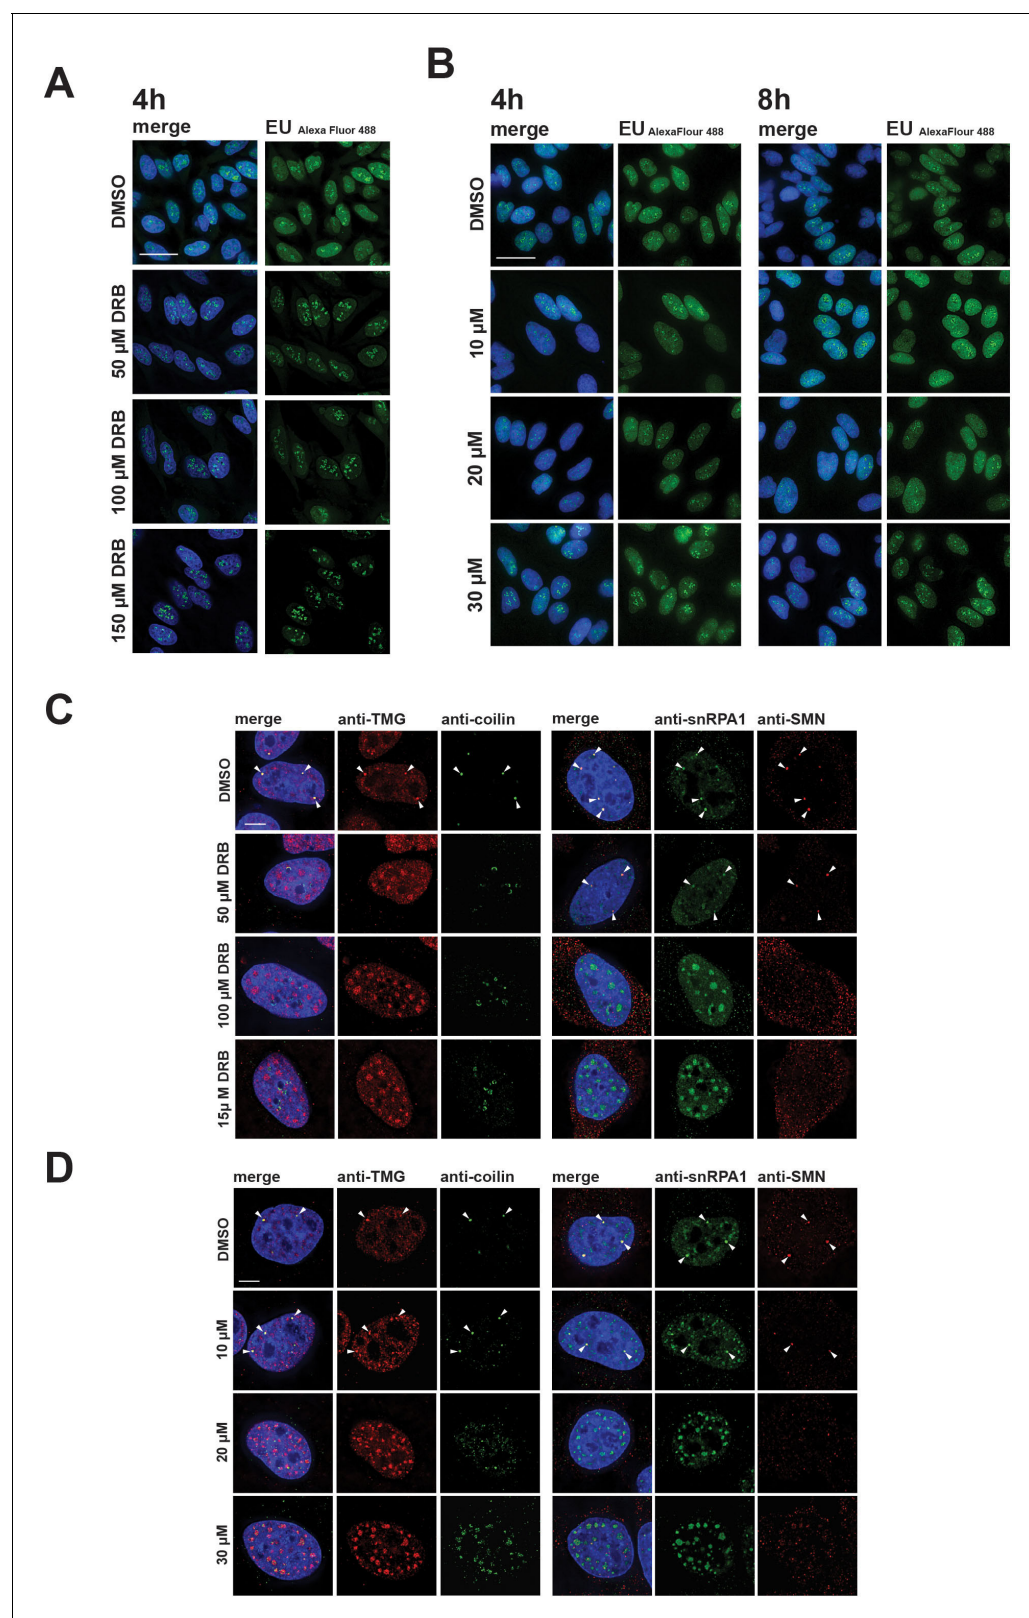 A
4h
merge
EU Alexa Fluor 488
DMSO
50 µM DRB
100 µM DRB
150 µM DRB
B
4h
8h
merge
EU AlexaFlour 488
merge
EU AlexaFlour 488
DMSO
10 µM
20 µM
30 µM
C
merge
anti-TMG
anti-coilin
merge
anti-snRPA1
anti-SMN
DMSO
50 µM DRB
100 µM DRB
15µ M DRB
D
merge
anti-TMG
anti-coilin
merge
anti-snRPA1
anti-SMN
DMSO
10 µM
20 µM
30 µM